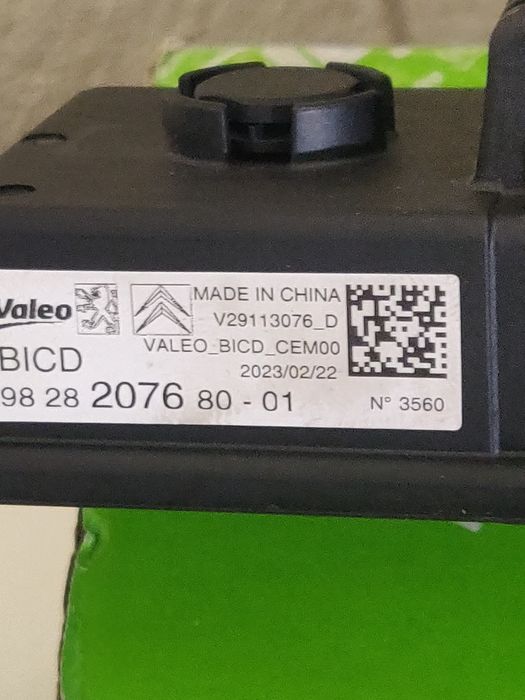 Valeo
MADE IN CHINA
V29113076_D
VALEO_BICD_CEM00
2023/02/22
BICD
98 28 2076 80 - 01
N° 3560